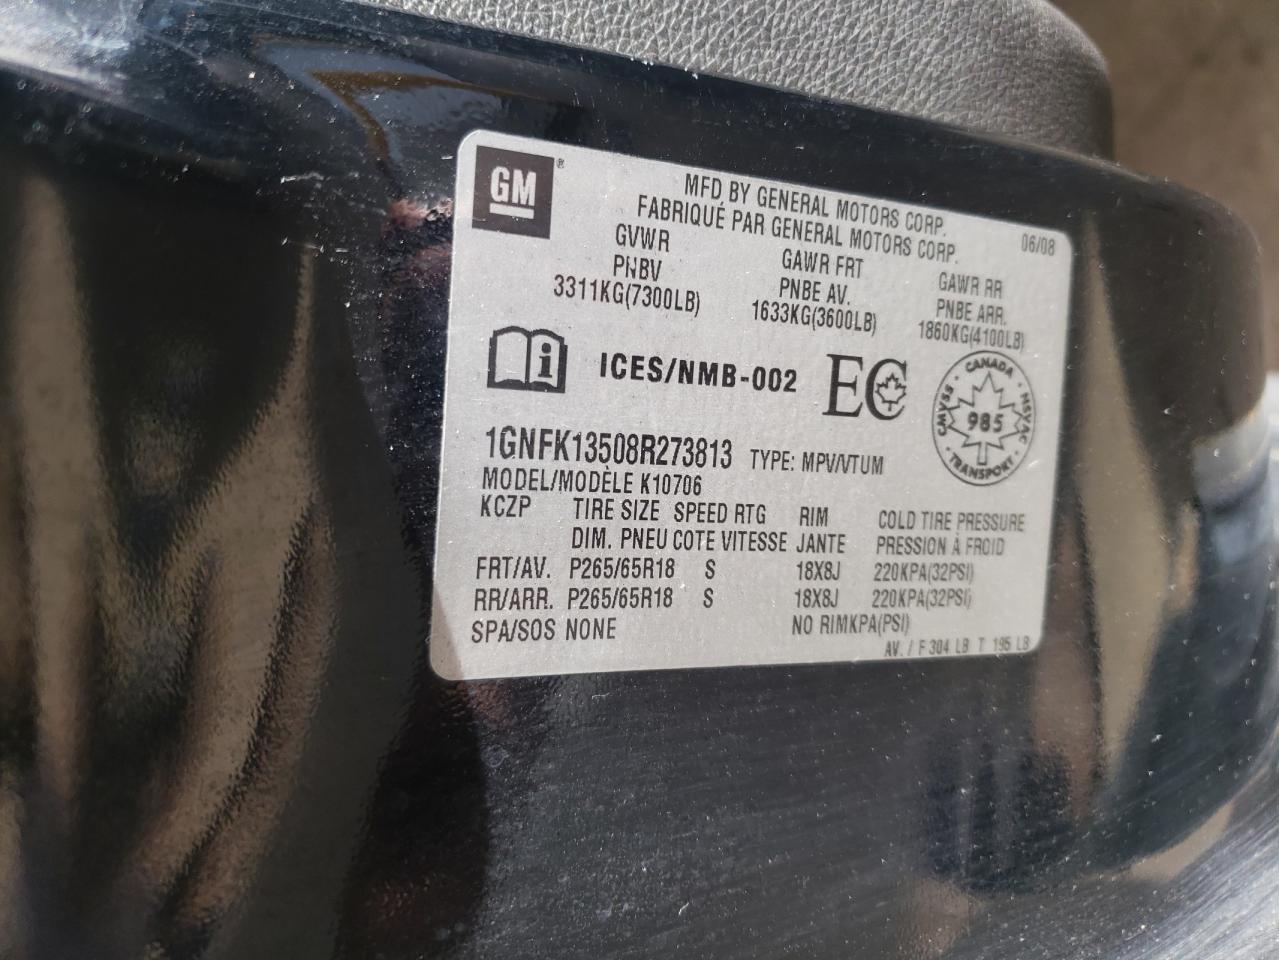 GM ®
MFD BY GENERAL MOTORS CORP.
FABRIQUÉ PAR GENERAL MOTORS CORP.
06/08
GVWR GAWR FRT GAWR RR
PNBV PNBE AV. PNBE ARR.
3311KG(7300LB) 1633KG(3600LB) 1860KG(4100LB)
i ICES/NMB-002 EC
CANADA
CMVSS 985 NSVAC
TRANSPORT
1GNFK13508R273813 TYPE: MPV/VTUM
MODEL/MODÈLE K10706
KCZP TIRE SIZE SPEED RTG RIM COLD TIRE PRESSURE
DIM. PNEU COTE VITESSE JANTE PRESSION À FROID
FRT/AV. P265/65R18 S 18X8J 220KPA(32PSI)
RR/ARR. P265/65R18 S 18X8J 220KPA(32PSI)
SPA/SOS NONE NO RIMKPA(PSI)
AV. / F 304 LB T 195 LB